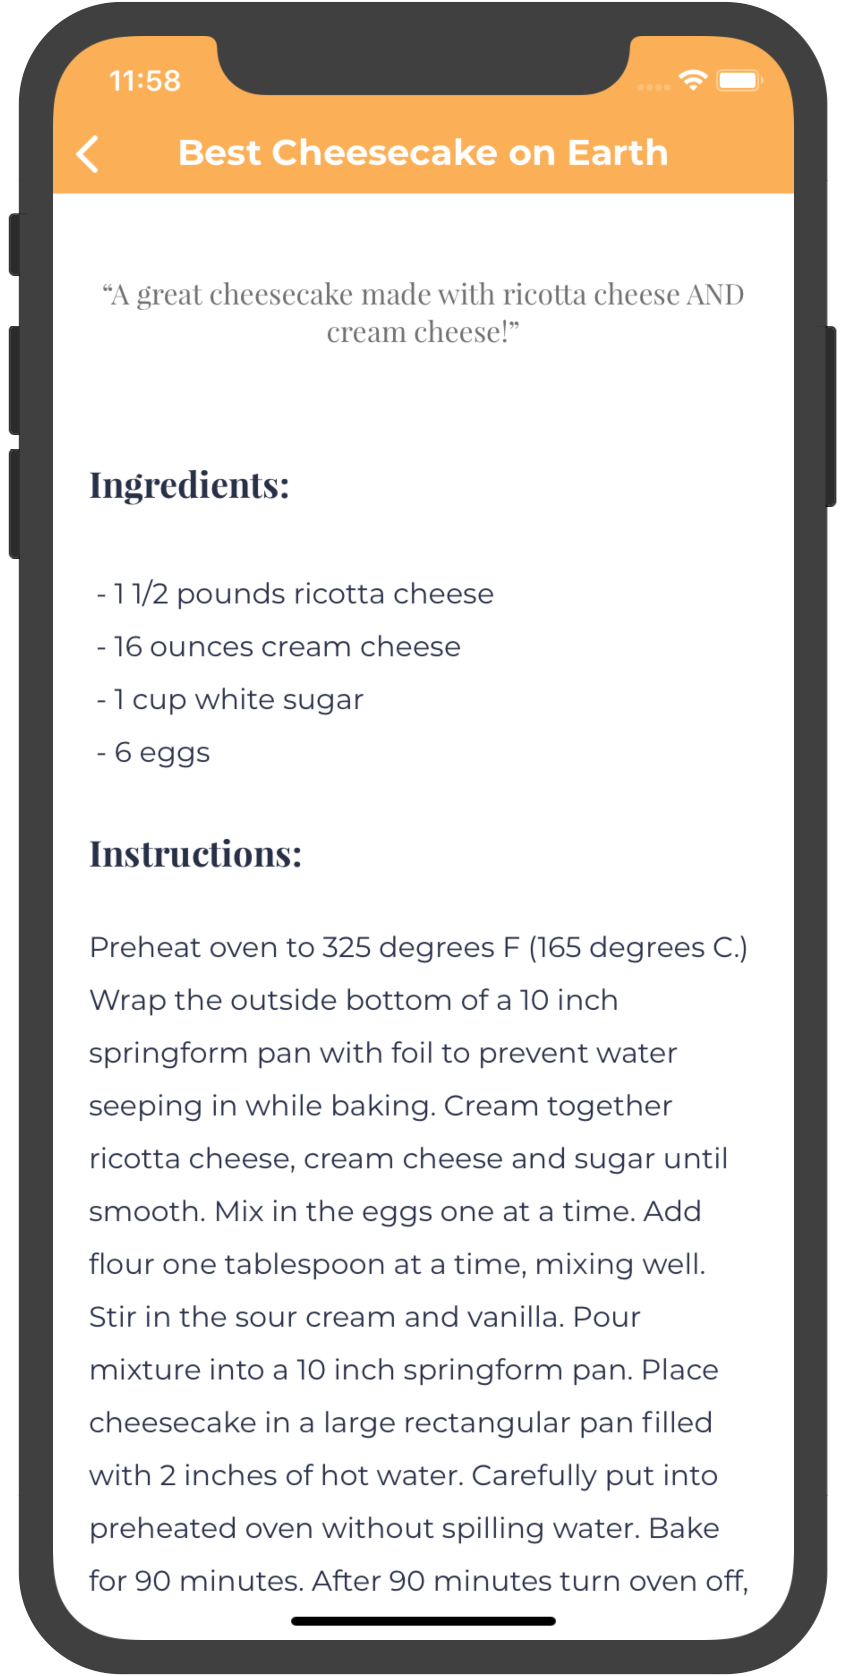 11:58
Best Cheesecake on Earth
“A great cheesecake made with ricotta cheese AND
cream cheese!”
Ingredients:
- 1 1/2 pounds ricotta cheese
- 16 ounces cream cheese
- 1 cup white sugar
- 6 eggs
Instructions:
Preheat oven to 325 degrees F (165 degrees C.)
Wrap the outside bottom of a 10 inch
springform pan with foil to prevent water
seeping in while baking. Cream together
ricotta cheese, cream cheese and sugar until
smooth. Mix in the eggs one at a time. Add
flour one tablespoon at a time, mixing well.
Stir in the sour cream and vanilla. Pour
mixture into a 10 inch springform pan. Place
cheesecake in a large rectangular pan filled
with 2 inches of hot water. Carefully put into
preheated oven without spilling water. Bake
for 90 minutes. After 90 minutes turn oven off,